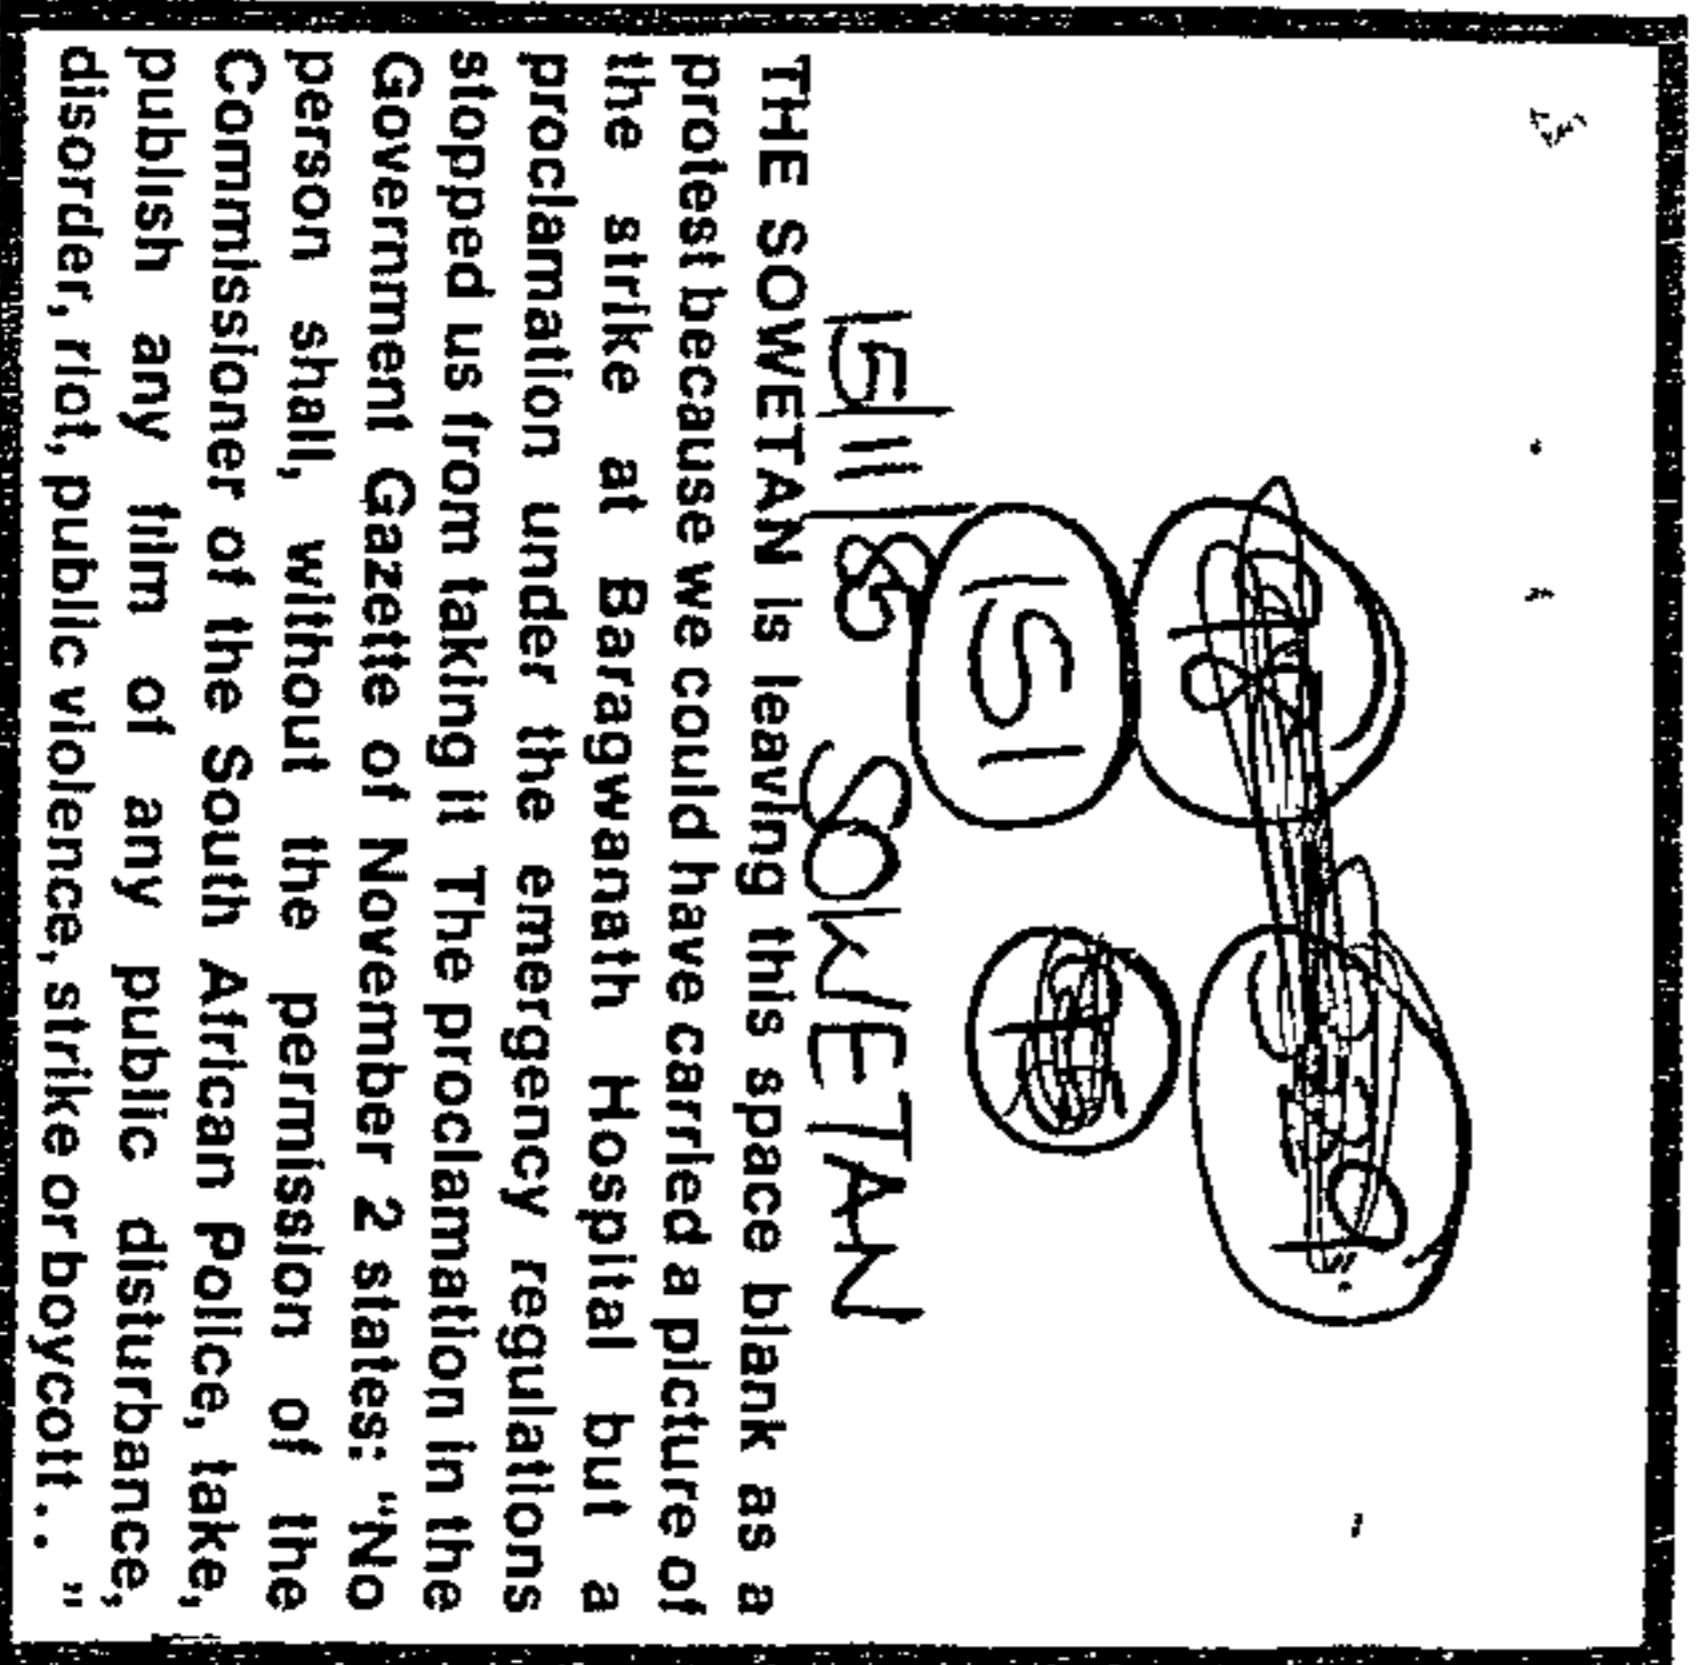 151
15/11/85 SOWETAN
THE SOWETAN is leaving this space blank as a
protest because we could have carried a picture of
the strike at Baragwanath Hospital but a
proclamation under the emergency regulations
stopped us from taking it The proclamation in the
Government Gazette of November 2 states: "No
person shall, without the permission of the
Commissioner of the South African Police, take,
publish any film of any public disturbance,
disorder, riot, public violence, strike or boycott . . "